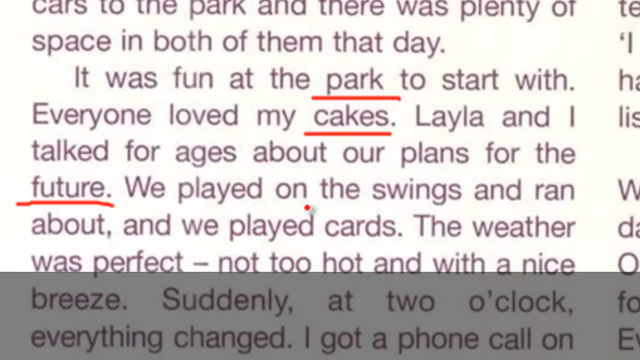 cars to the park and there was plenty of
space in both of them that day.
It was fun at the park to start with.
Everyone loved my cakes. Layla and I
talked for ages about our plans for the
future. We played on the swings and ran
about, and we played cards. The weather
was perfect – not too hot and with a nice
breeze. Suddenly, at two o'clock,
everything changed. I got a phone call on